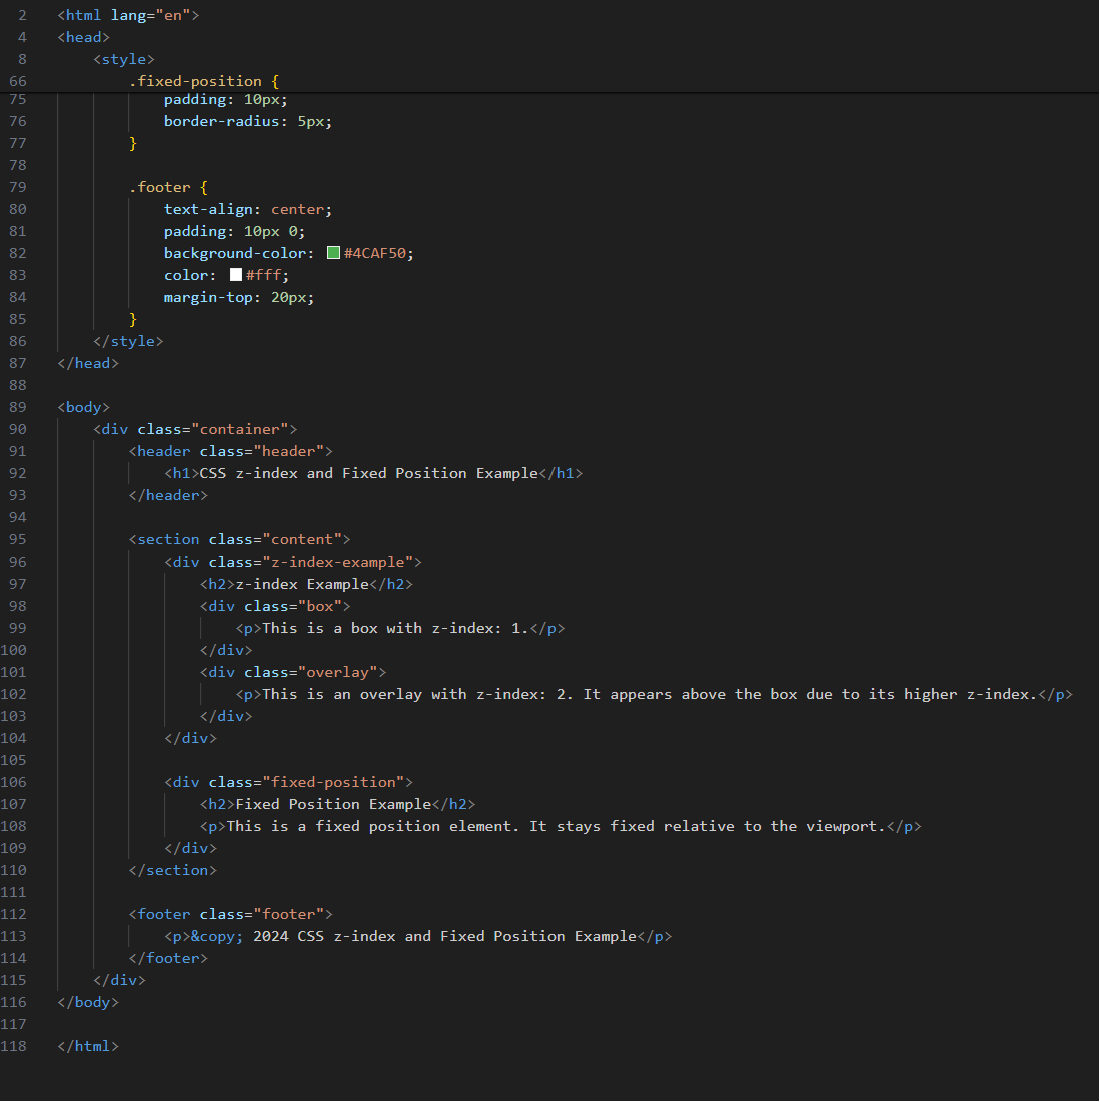 2 <html lang="en">
4 <head>
8 <style>
66 .fixed-position {
75 padding: 10px;
76 border-radius: 5px;
77 }
78
79 .footer {
80 text-align: center;
81 padding: 10px 0;
82 background-color: #4CAF50;
83 color: #fff;
84 margin-top: 20px;
85 }
86 </style>
87 </head>
88
89 <body>
90 <div class="container">
91 <header class="header">
92 <h1>CSS z-index and Fixed Position Example</h1>
93 </header>
94
95 <section class="content">
96 <div class="z-index-example">
97 <h2>z-index Example</h2>
98 <div class="box">
99 <p>This is a box with z-index: 1.</p>
100 </div>
101 <div class="overlay">
102 <p>This is an overlay with z-index: 2. It appears above the box due to its higher z-index.</p>
103 </div>
104 </div>
105
106 <div class="fixed-position">
107 <h2>Fixed Position Example</h2>
108 <p>This is a fixed position element. It stays fixed relative to the viewport.</p>
109 </div>
110 </section>
111
112 <footer class="footer">
113 <p>&copy; 2024 CSS z-index and Fixed Position Example</p>
114 </footer>
115 </div>
116 </body>
117
118 </html>